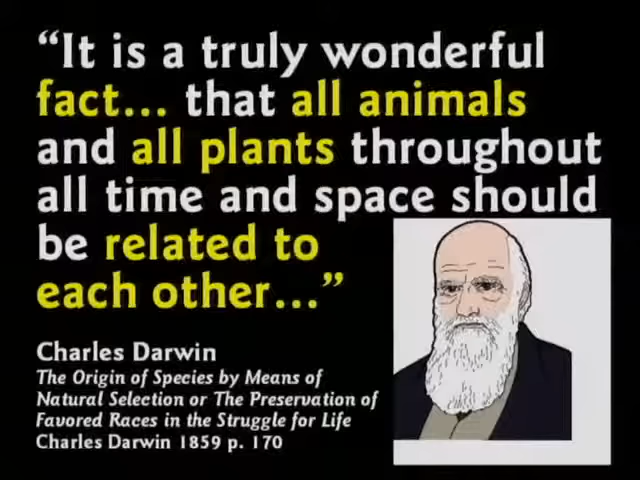 “It is a truly wonderful
fact... that all animals
and all plants throughout
all time and space should
be related to
each other...”
Charles Darwin
The Origin of Species by Means of
Natural Selection or The Preservation of
Favored Races in the Struggle for Life
Charles Darwin 1859 p. 170